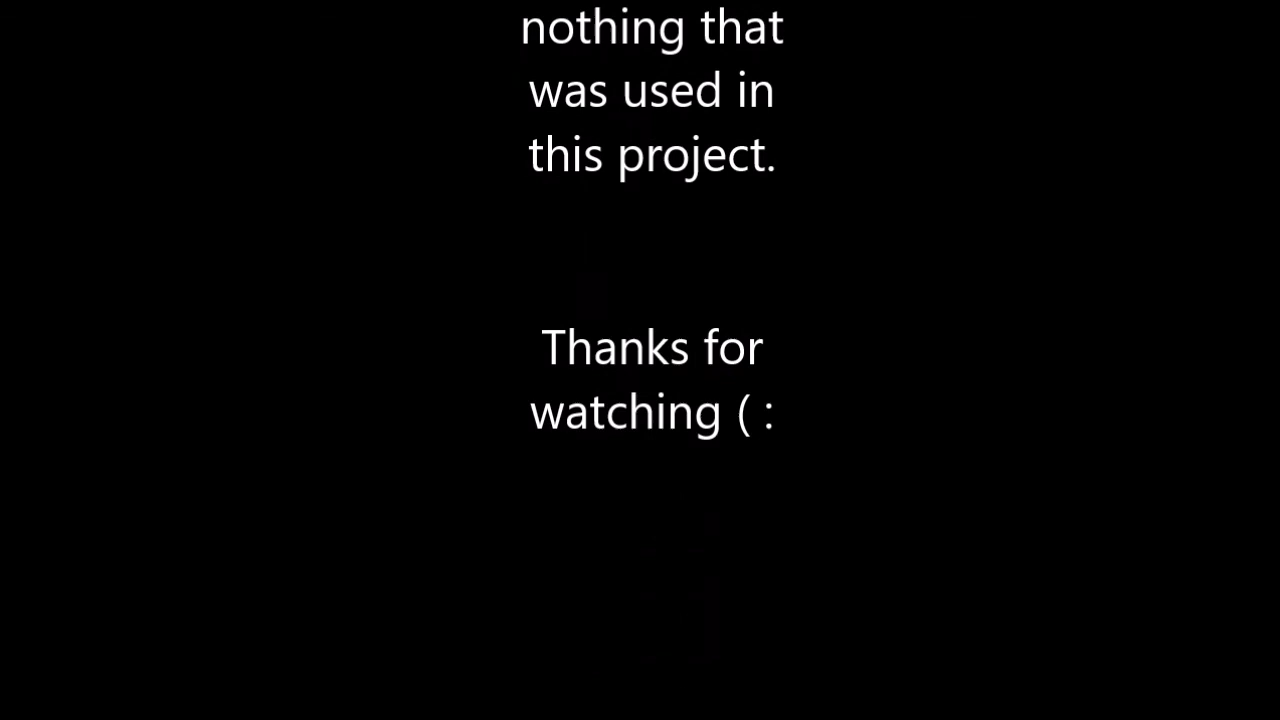 nothing that
was used in
this project.
Thanks for
watching ( :